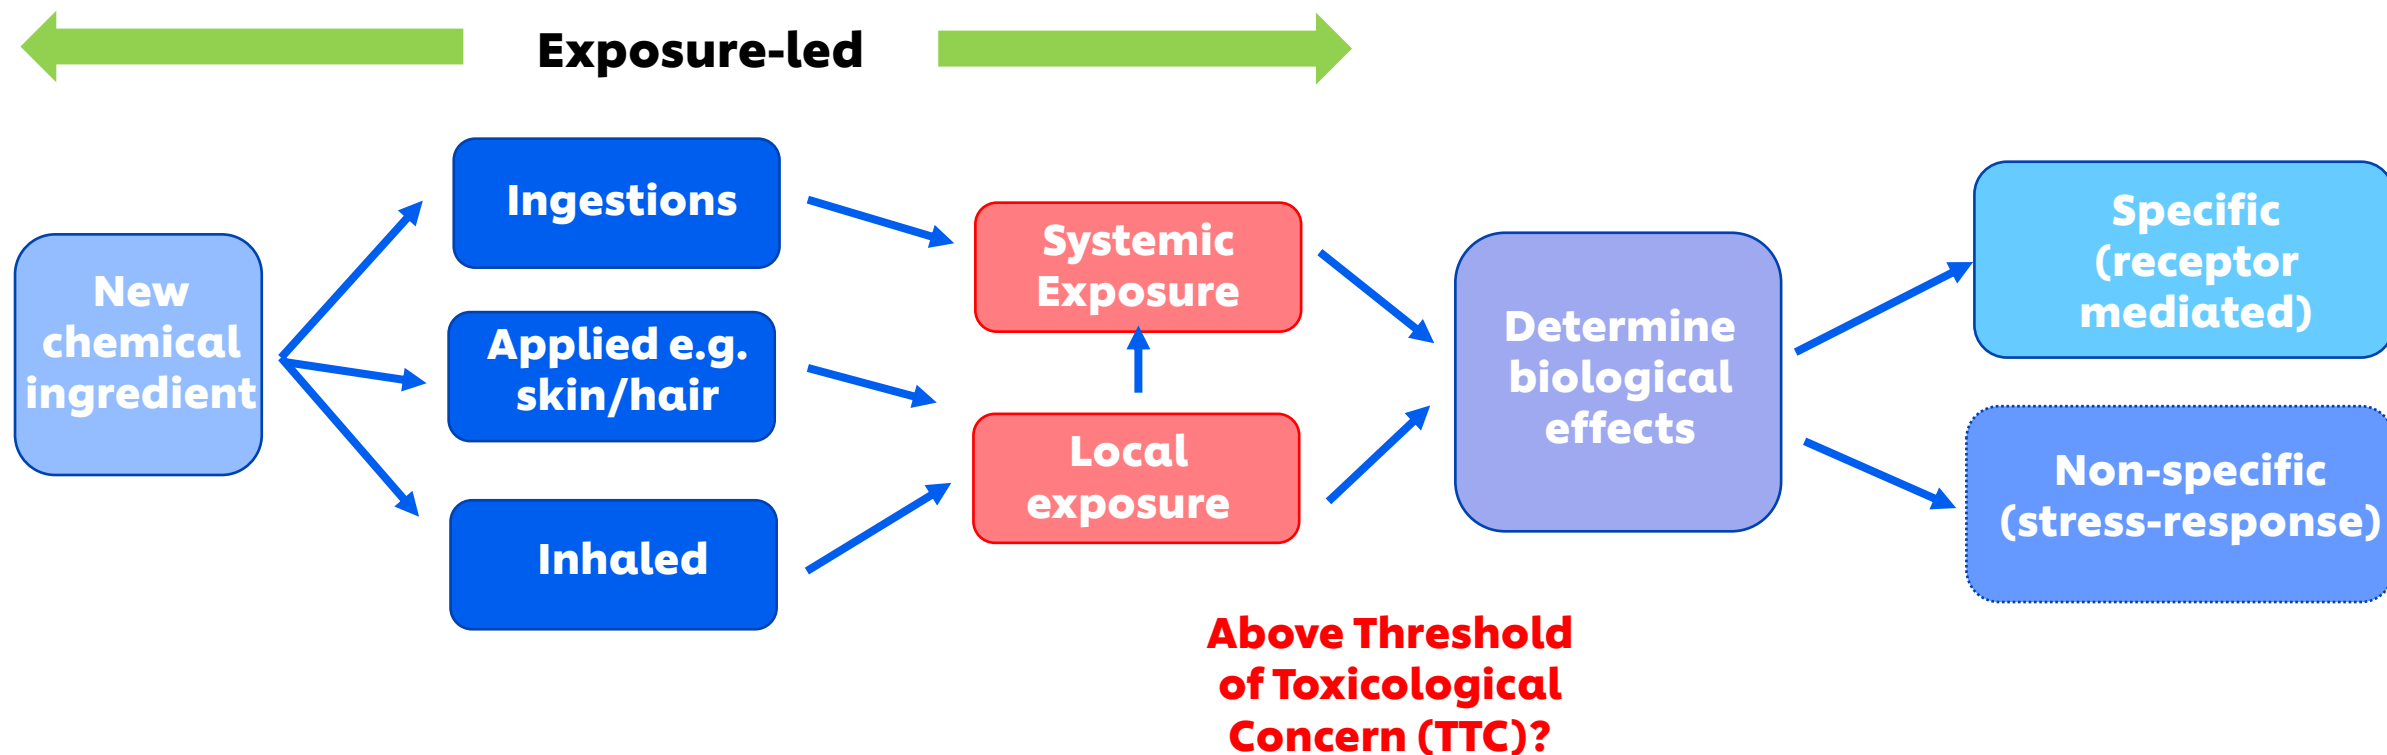 Exposure-led
New
chemical
ingredient
Ingestions
Applied e.g.
skin/hair
Inhaled
Systemic
Exposure
Local
exposure
Above Threshold
of Toxicological
Concern (TTC)?
Determine
biological
effects
Specific
(receptor
mediated)
Non-specific
(stress-response)